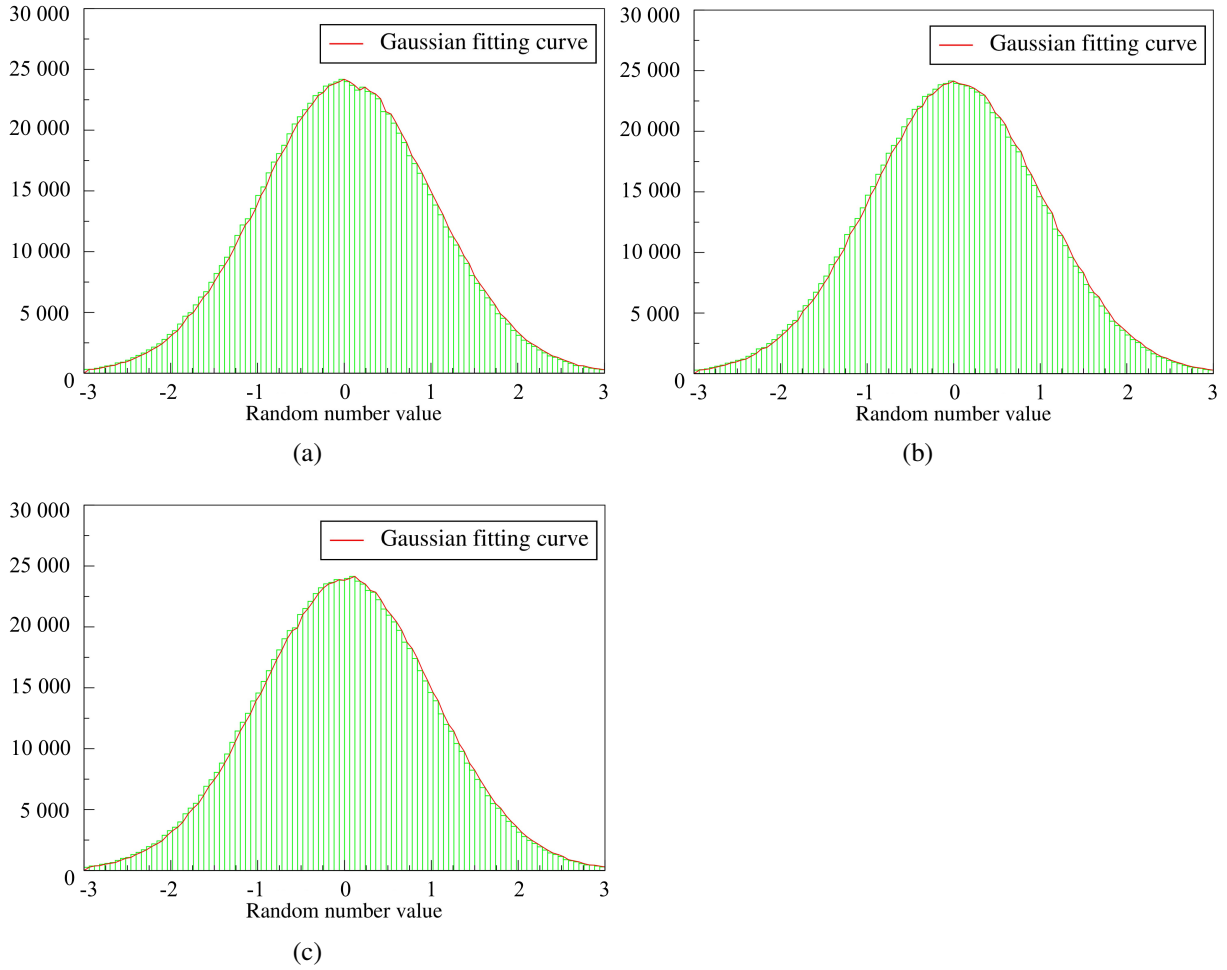 30 000
25 000
20 000
15 000
10 000
5 000
0
Gaussian fitting curve
-3 -2 -1 0 1 2 3
Random number value
(a)
30 000
25 000
20 000
15 000
10 000
5 000
0
Gaussian fitting curve
-3 -2 -1 0 1 2 3
Random number value
(b)
30 000
25 000
20 000
15 000
10 000
5 000
0
Gaussian fitting curve
-3 -2 -1 0 1 2 3
Random number value
(c)